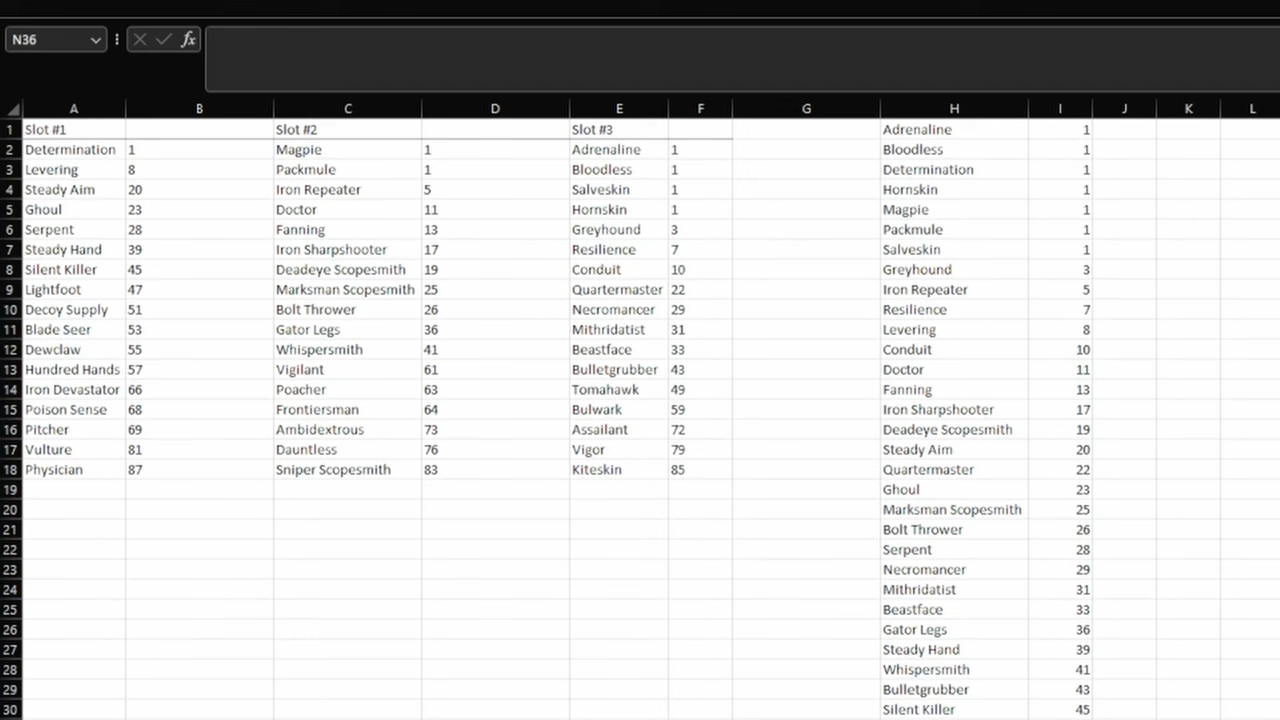 N36 fx
A B C D E F G H I J K L
1 Slot #1 Slot #2 Slot #3 Adrenaline 1
2 Determination 1 Magpie 1 Adrenaline 1 Bloodless 1
3 Levering 8 Packmule 1 Bloodless 1 Determination 1
4 Steady Aim 20 Iron Repeater 5 Salveskin 1 Hornskin 1
5 Ghoul 23 Doctor 11 Hornskin 1 Magpie 1
6 Serpent 28 Fanning 13 Greyhound 3 Packmule 1
7 Steady Hand 39 Iron Sharpshooter 17 Resilience 7 Salveskin 1
8 Silent Killer 45 Deadeye Scopesmith 19 Conduit 10 Greyhound 3
9 Lightfoot 47 Marksman Scopesmith 25 Quartermaster 22 Iron Repeater 5
10 Decoy Supply 51 Bolt Thrower 26 Necromancer 29 Resilience 7
11 Blade Seer 53 Gator Legs 36 Mithridatist 31 Levering 8
12 Dewclaw 55 Whispersmith 41 Beastface 33 Conduit 10
13 Hundred Hands 57 Vigilant 61 Bulletgrubber 43 Doctor 11
14 Iron Devastator 66 Poacher 63 Tomahawk 49 Fanning 13
15 Poison Sense 68 Frontiersman 64 Bulwark 59 Iron Sharpshooter 17
16 Pitcher 69 Ambidextrous 73 Assailant 72 Deadeye Scopesmith 19
17 Vulture 81 Dauntless 76 Vigor 79 Steady Aim 20
18 Physician 87 Sniper Scopesmith 83 Kiteskin 85 Quartermaster 22
19 Ghoul 23
20 Marksman Scopesmith 25
21 Bolt Thrower 26
22 Serpent 28
23 Necromancer 29
24 Mithridatist 31
25 Beastface 33
26 Gator Legs 36
27 Steady Hand 39
28 Whispersmith 41
29 Bulletgrubber 43
30 Silent Killer 45